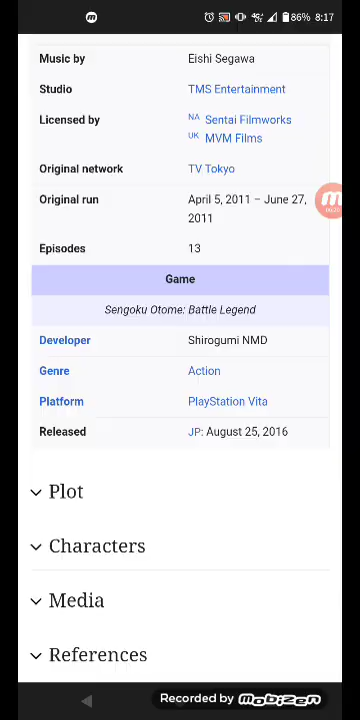 86% 8:17
Music by Eishi Segawa
Studio TMS Entertainment
Licensed by NA Sentai Filmworks
UK MVM Films
Original network TV Tokyo
Original run April 5, 2011 – June 27,
2011
Episodes 13
Game
Sengoku Otome: Battle Legend
Developer Shirogumi NMD
Genre Action
Platform PlayStation Vita
Released JP: August 25, 2016
Plot
Characters
Media
References
Recorded by mobizen